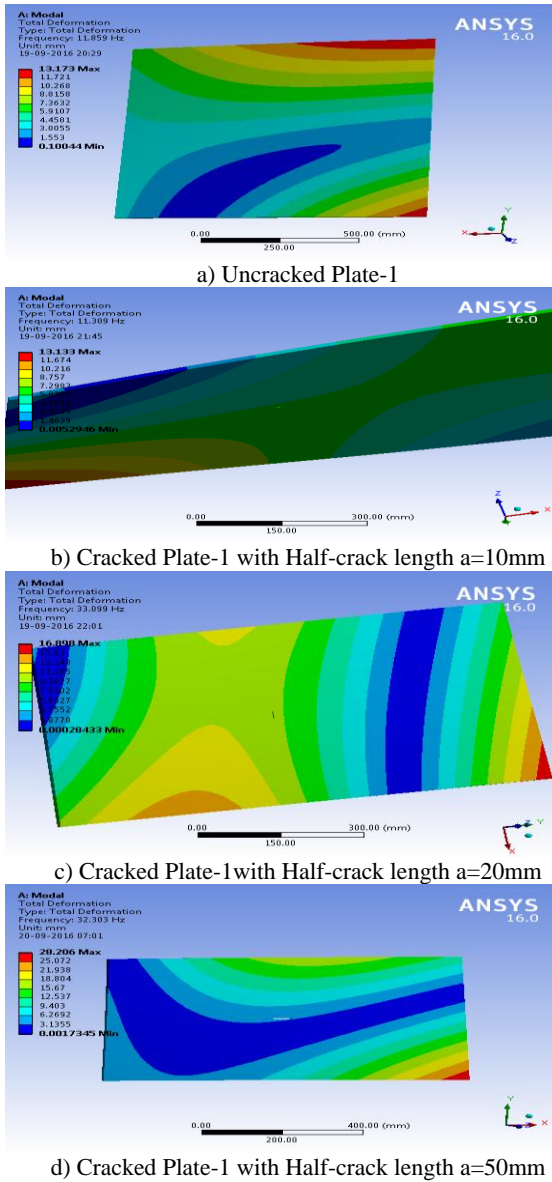 A: Modal
Total Deformation
Type: Total Deformation
Frequency: 11.859 Hz
Unit: mm
19-09-2016 20:29
ANSYS
16.0
13.173 Max
11.721
10.268
8.8158
7.3632
5.9107
4.4581
3.0055
1.553
0.10044 Min
0.00
500.00 (mm)
250.00
Y
X
Z
a) Uncracked Plate-1
A: Modal
Total Deformation
Type: Total Deformation
Frequency: 11.309 Hz
Unit: mm
19-09-2016 21:45
ANSYS
16.0
13.133 Max
11.674
10.216
8.757
7.2982
1.4639
0.0052946 Min
0.00
300.00 (mm)
150.00
Z
X
b) Cracked Plate-1 with Half-crack length a=10mm
A: Modal
Total Deformation
Type: Total Deformation
Frequency: 33.099 Hz
Unit: mm
19-09-2016 22:01
ANSYS
16.0
16.898 Max
0.00028433 Min
0.00
300.00 (mm)
150.00
Y
X
c) Cracked Plate-1with Half-crack length a=20mm
A: Modal
Total Deformation
Type: Total Deformation
Frequency: 32.303 Hz
Unit: mm
20-09-2016 07:01
ANSYS
16.0
28.206 Max
25.072
21.938
18.804
15.67
12.537
9.403
6.2692
3.1355
0.0017345 Min
0.00
400.00 (mm)
200.00
Y
X
d) Cracked Plate-1 with Half-crack length a=50mm